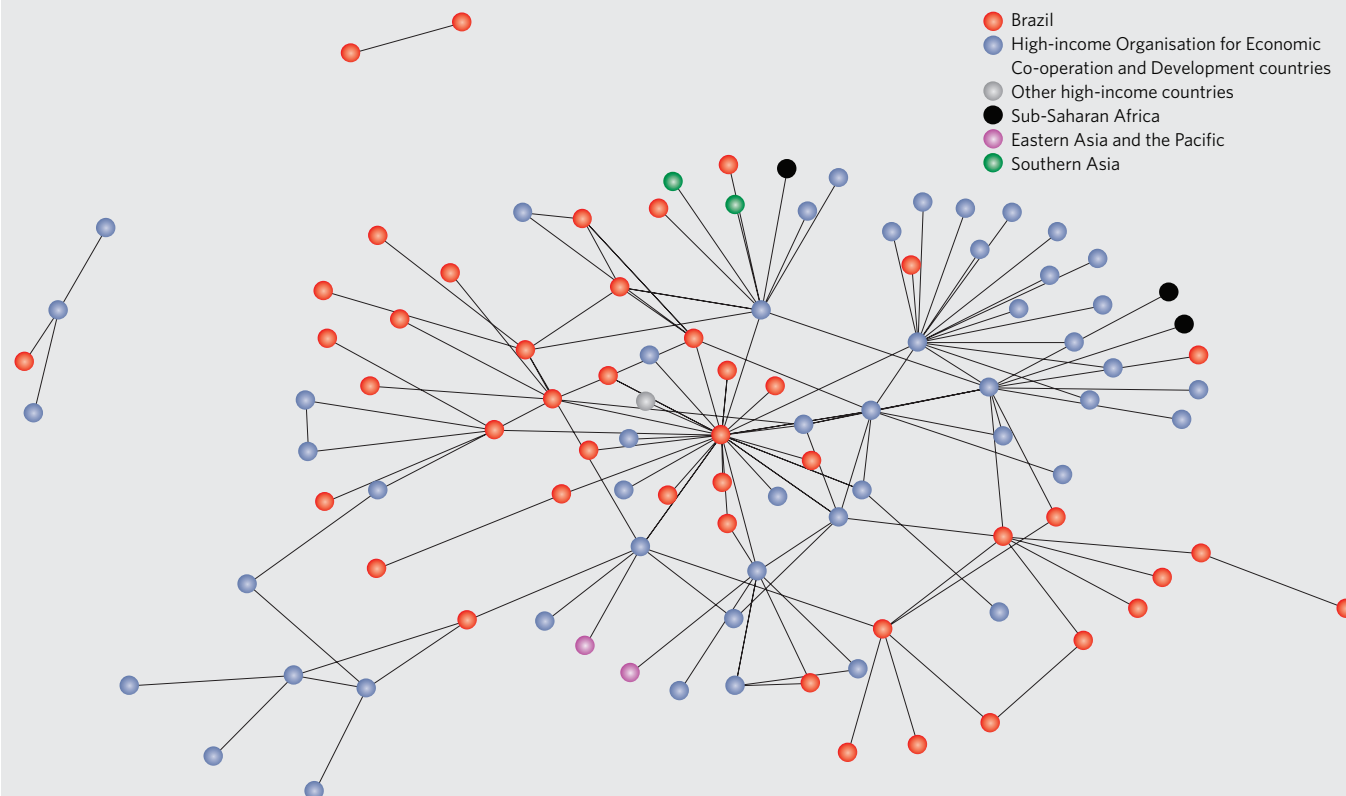 Brazil
High-income Organisation for Economic
Co-operation and Development countries
Other high-income countries
Sub-Saharan Africa
Eastern Asia and the Pacific
Southern Asia